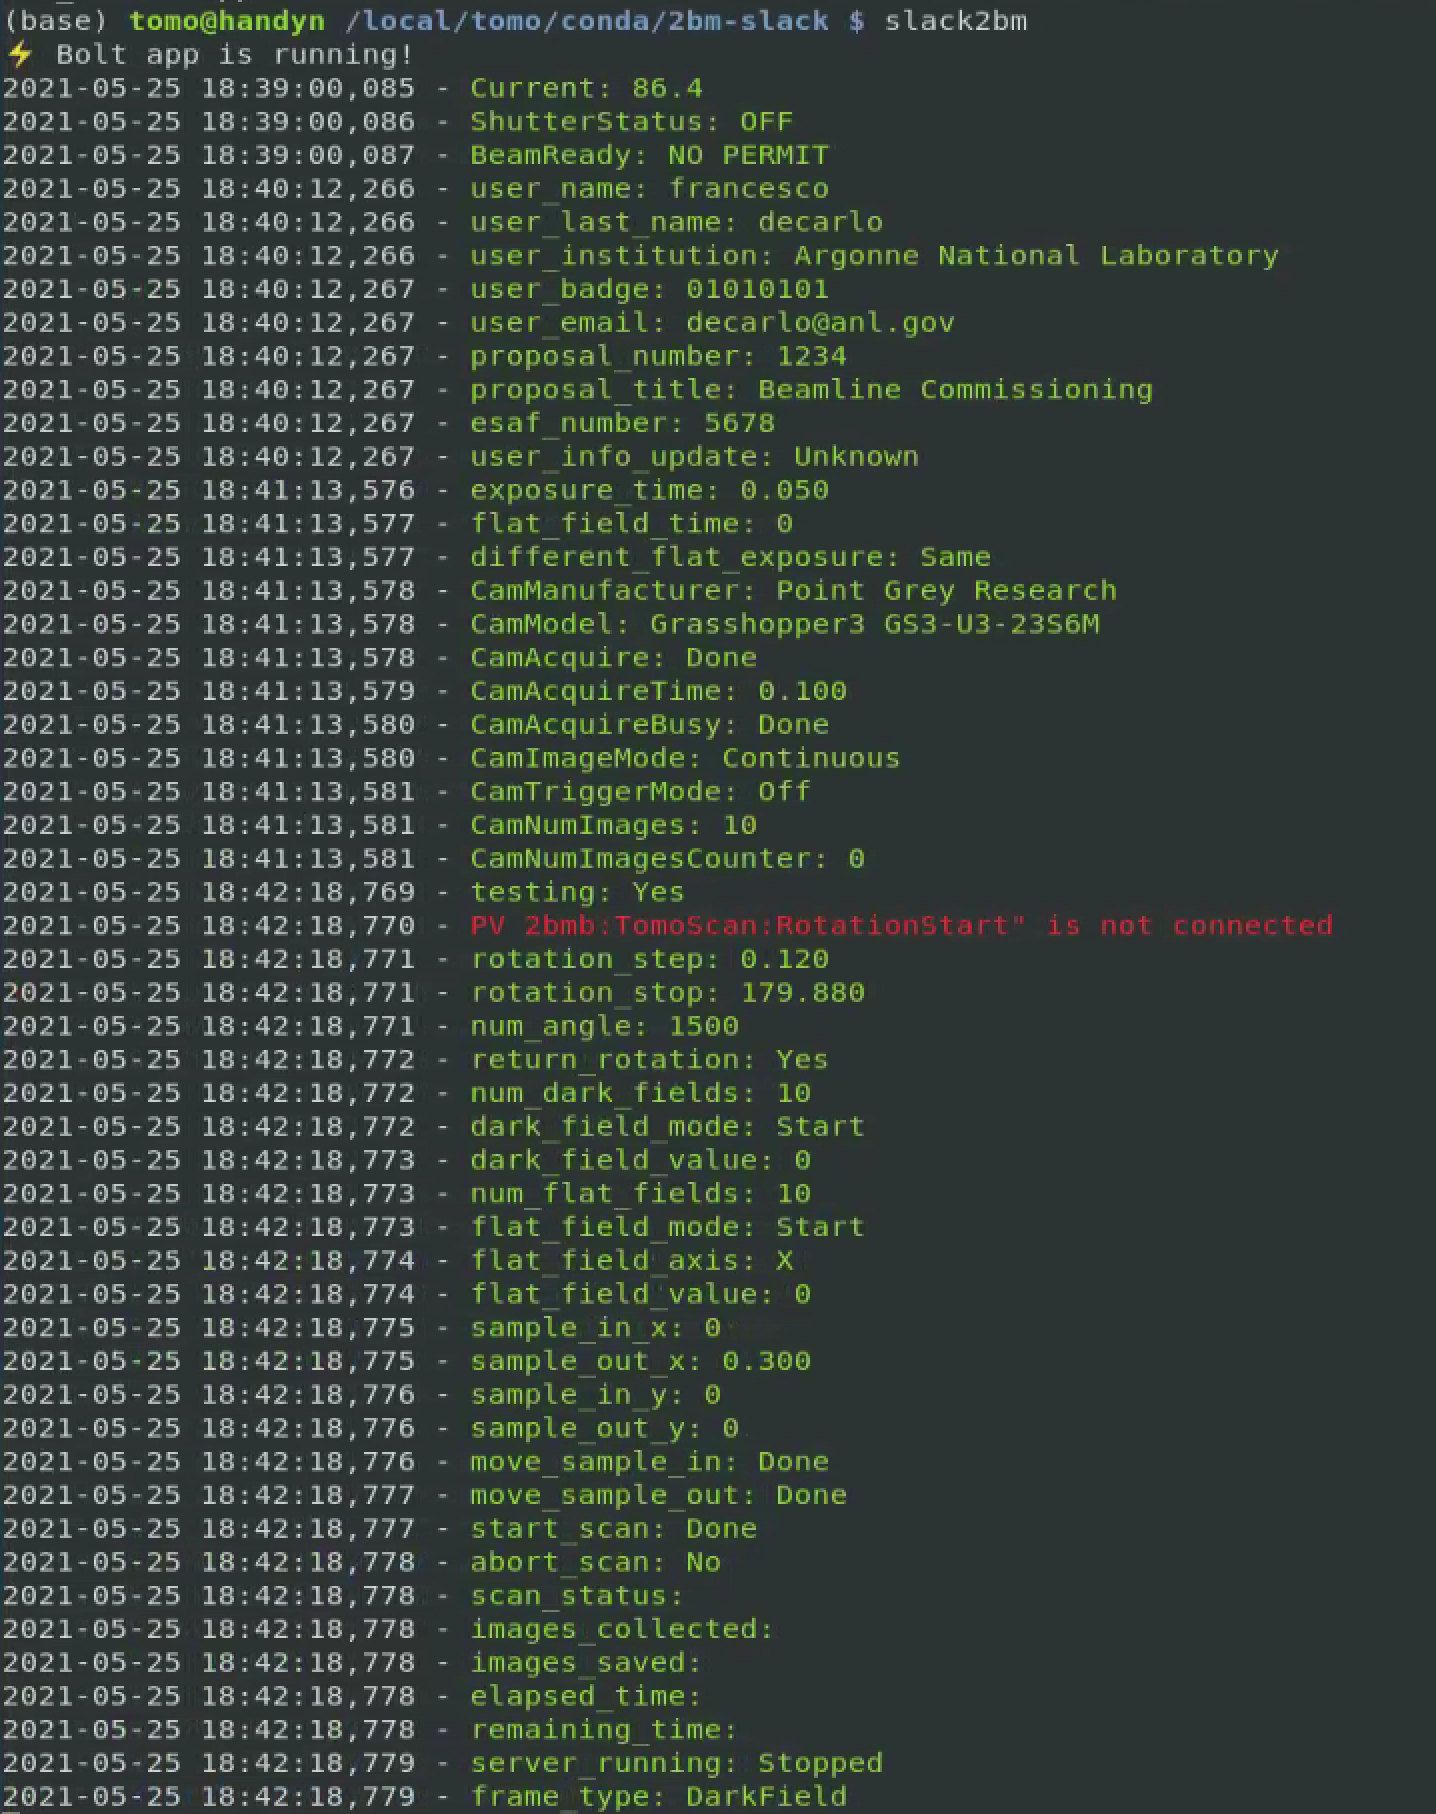 (base) tomo@handyn /local/tomo/conda/2bm-slack $ slack2bm
⚡ Bolt app is running!
2021-05-25 18:39:00,085 - Current: 86.4
2021-05-25 18:39:00,086 - ShutterStatus: OFF
2021-05-25 18:39:00,087 - BeamReady: NO PERMIT
2021-05-25 18:40:12,266 - user_name: francesco
2021-05-25 18:40:12,266 - user_last_name: decarlo
2021-05-25 18:40:12,266 - user_institution: Argonne National Laboratory
2021-05-25 18:40:12,267 - user_badge: 01010101
2021-05-25 18:40:12,267 - user_email: decarlo@anl.gov
2021-05-25 18:40:12,267 - proposal_number: 1234
2021-05-25 18:40:12,267 - proposal_title: Beamline Commissioning
2021-05-25 18:40:12,267 - esaf_number: 5678
2021-05-25 18:40:12,267 - user_info_update: Unknown
2021-05-25 18:41:13,576 - exposure_time: 0.050
2021-05-25 18:41:13,577 - flat_field_time: 0
2021-05-25 18:41:13,577 - different_flat_exposure: Same
2021-05-25 18:41:13,578 - CamManufacturer: Point Grey Research
2021-05-25 18:41:13,578 - CamModel: Grasshopper3 GS3-U3-23S6M
2021-05-25 18:41:13,578 - CamAcquire: Done
2021-05-25 18:41:13,579 - CamAcquireTime: 0.100
2021-05-25 18:41:13,580 - CamAcquireBusy: Done
2021-05-25 18:41:13,580 - CamImageMode: Continuous
2021-05-25 18:41:13,581 - CamTriggerMode: Off
2021-05-25 18:41:13,581 - CamNumImages: 10
2021-05-25 18:41:13,581 - CamNumImagesCounter: 0
2021-05-25 18:42:18,769 - testing: Yes
2021-05-25 18:42:18,770 - PV 2bmb:TomoScan:RotationStart" is not connected
2021-05-25 18:42:18,771 - rotation_step: 0.120
2021-05-25 18:42:18,771 - rotation_stop: 179.880
2021-05-25 18:42:18,771 - num_angle: 1500
2021-05-25 18:42:18,772 - return_rotation: Yes
2021-05-25 18:42:18,772 - num_dark_fields: 10
2021-05-25 18:42:18,772 - dark_field_mode: Start
2021-05-25 18:42:18,773 - dark_field_value: 0
2021-05-25 18:42:18,773 - num_flat_fields: 10
2021-05-25 18:42:18,773 - flat_field_mode: Start
2021-05-25 18:42:18,774 - flat_field_axis: X
2021-05-25 18:42:18,774 - flat_field_value: 0
2021-05-25 18:42:18,775 - sample_in_x: 0
2021-05-25 18:42:18,775 - sample_out_x: 0.300
2021-05-25 18:42:18,776 - sample_in_y: 0
2021-05-25 18:42:18,776 - sample_out_y: 0
2021-05-25 18:42:18,776 - move_sample_in: Done
2021-05-25 18:42:18,777 - move_sample_out: Done
2021-05-25 18:42:18,777 - start_scan: Done
2021-05-25 18:42:18,778 - abort_scan: No
2021-05-25 18:42:18,778 - scan_status:
2021-05-25 18:42:18,778 - images_collected:
2021-05-25 18:42:18,778 - images_saved:
2021-05-25 18:42:18,778 - elapsed_time:
2021-05-25 18:42:18,778 - remaining_time:
2021-05-25 18:42:18,779 - server_running: Stopped
2021-05-25 18:42:18,779 - frame_type: DarkField